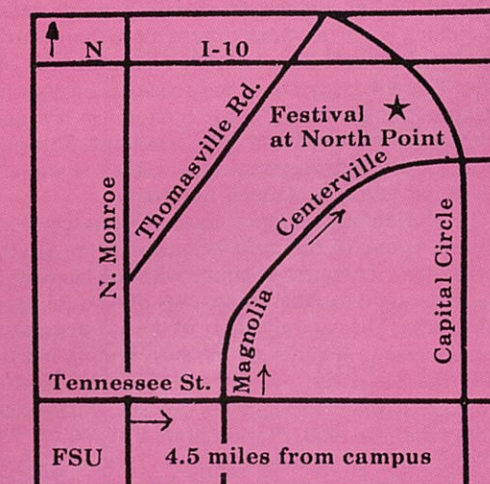 N
I-10
Thomasville Rd.
Festival
at North Point
Centerville
N. Monroe
Capital Circle
Magnolia
Tennessee St.
FSU
4.5 miles from campus